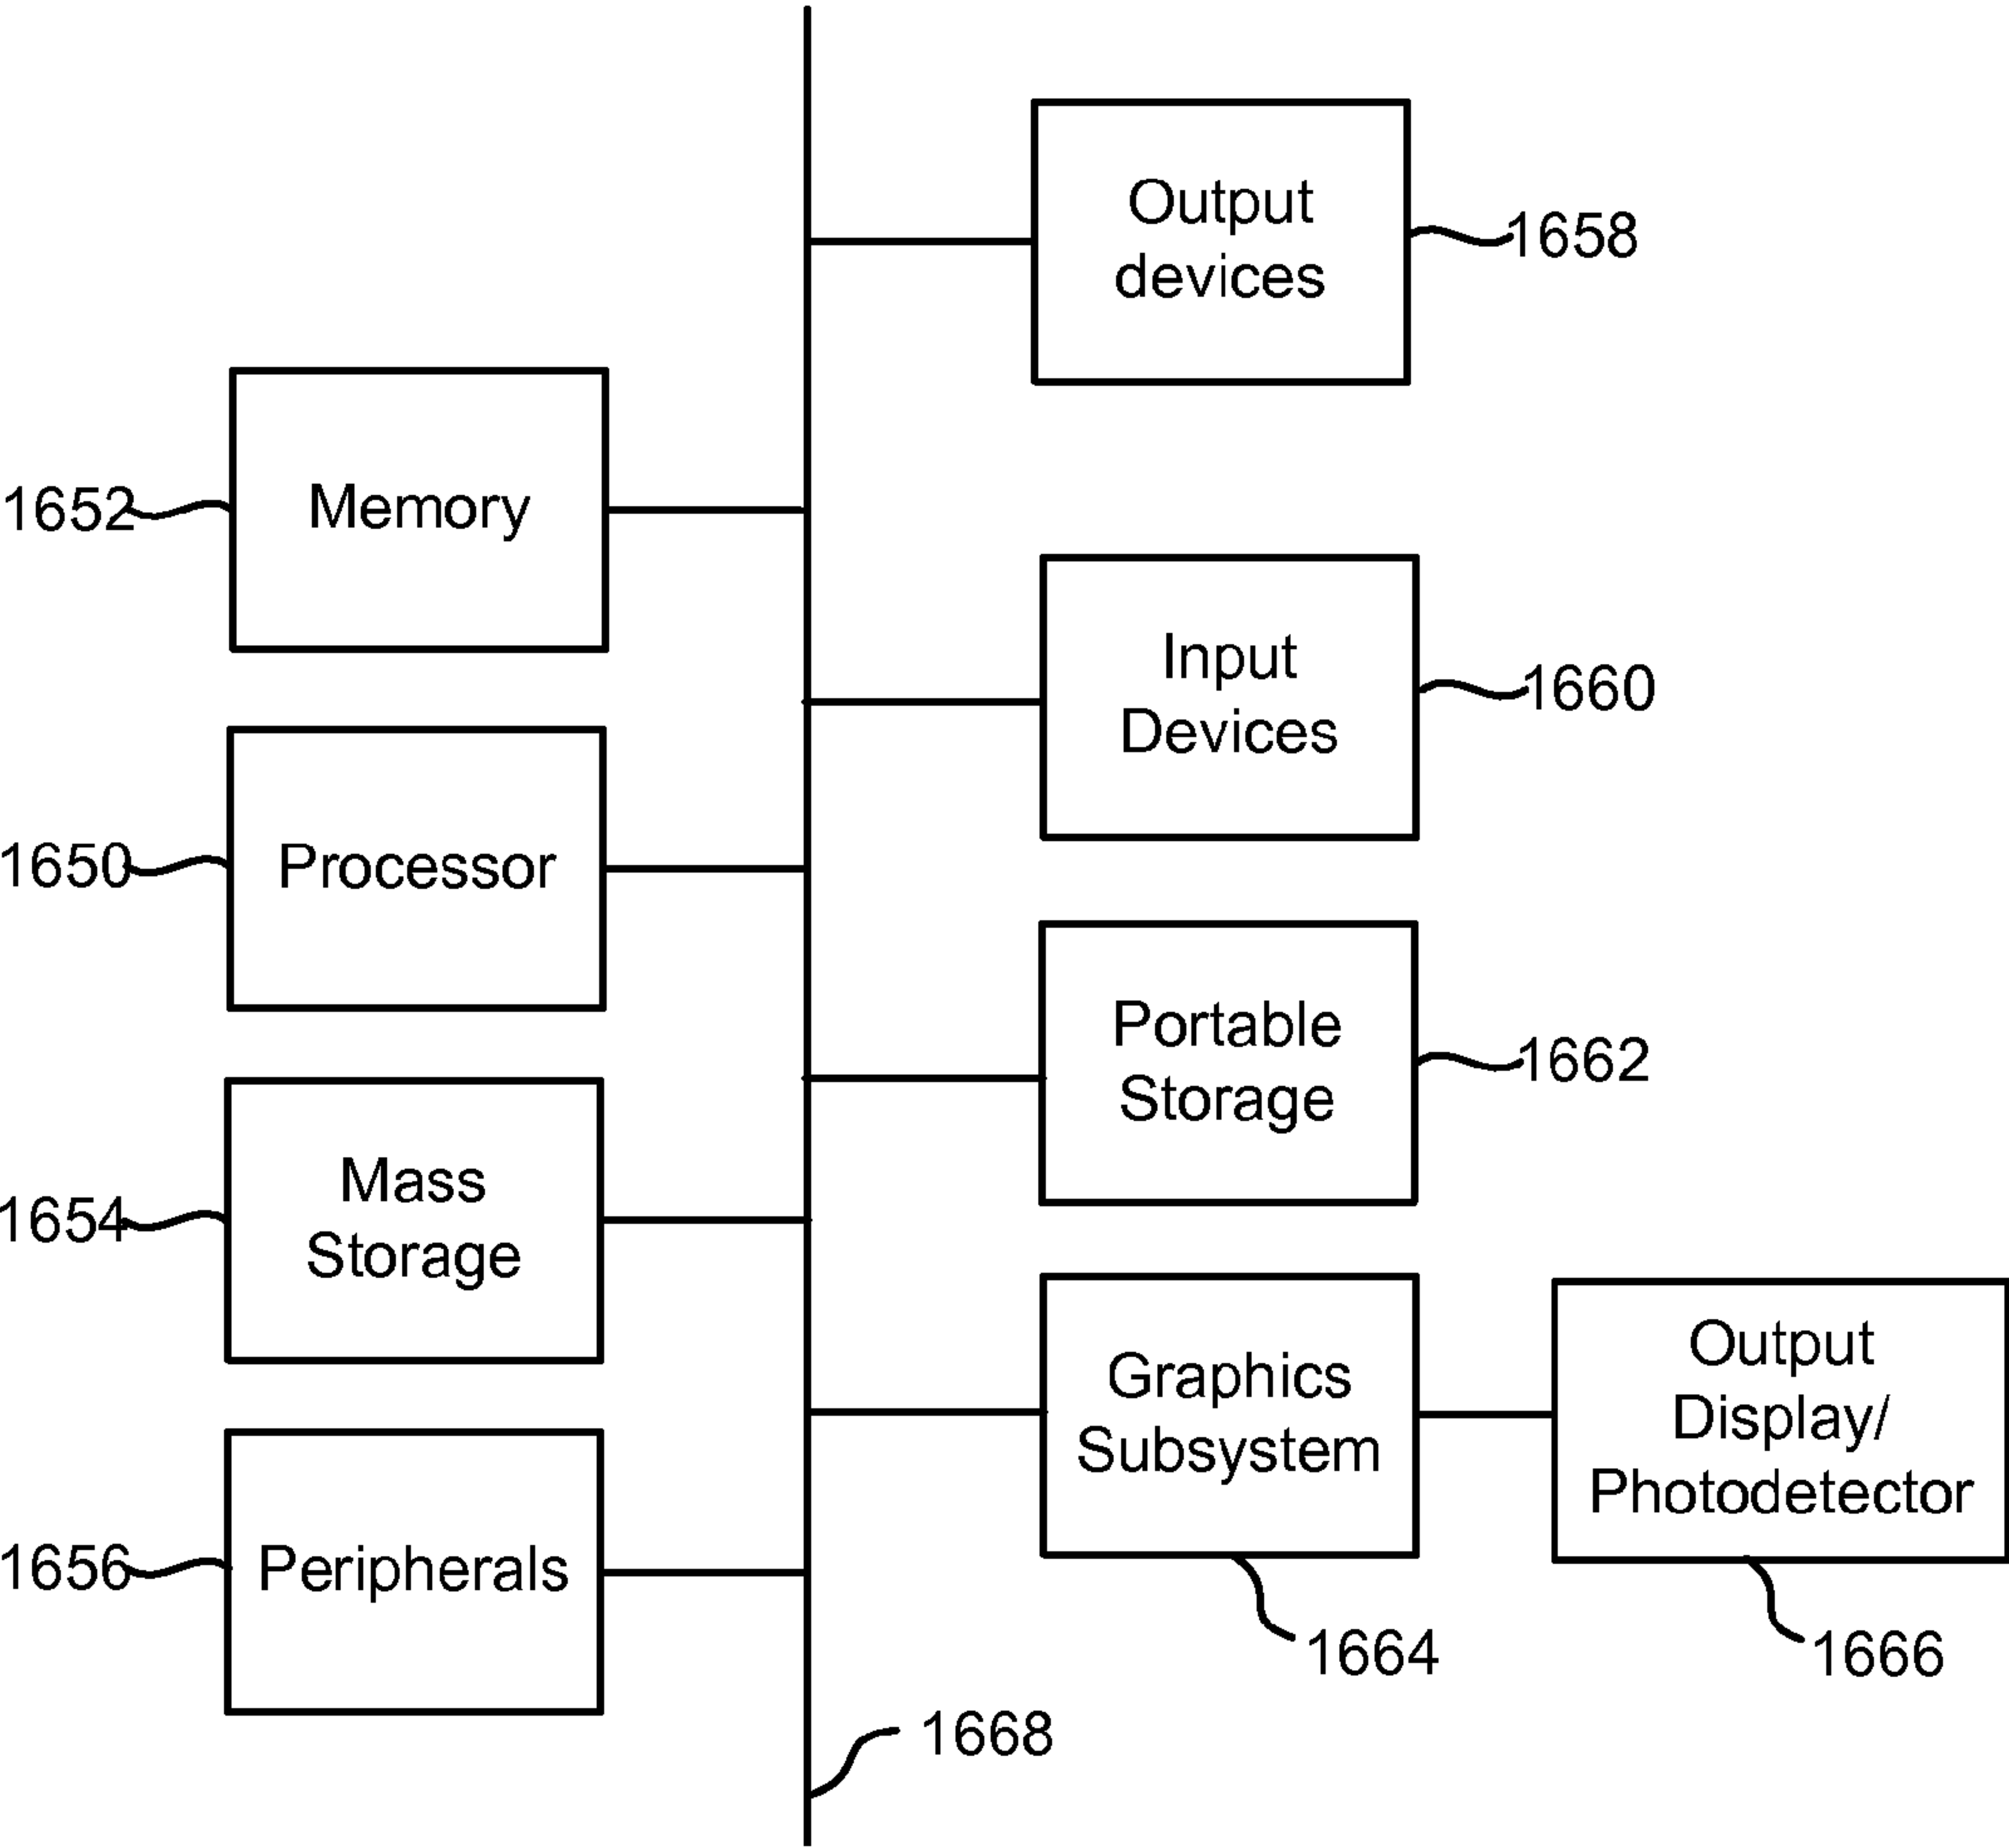 Output
devices
1658
1652
Memory
Input
Devices
1660
1650
Processor
Portable
Storage
1662
Mass
Storage
1654
Graphics
Subsystem
Output
Display/
Photodetector
1656
Peripherals
1664
1666
1668